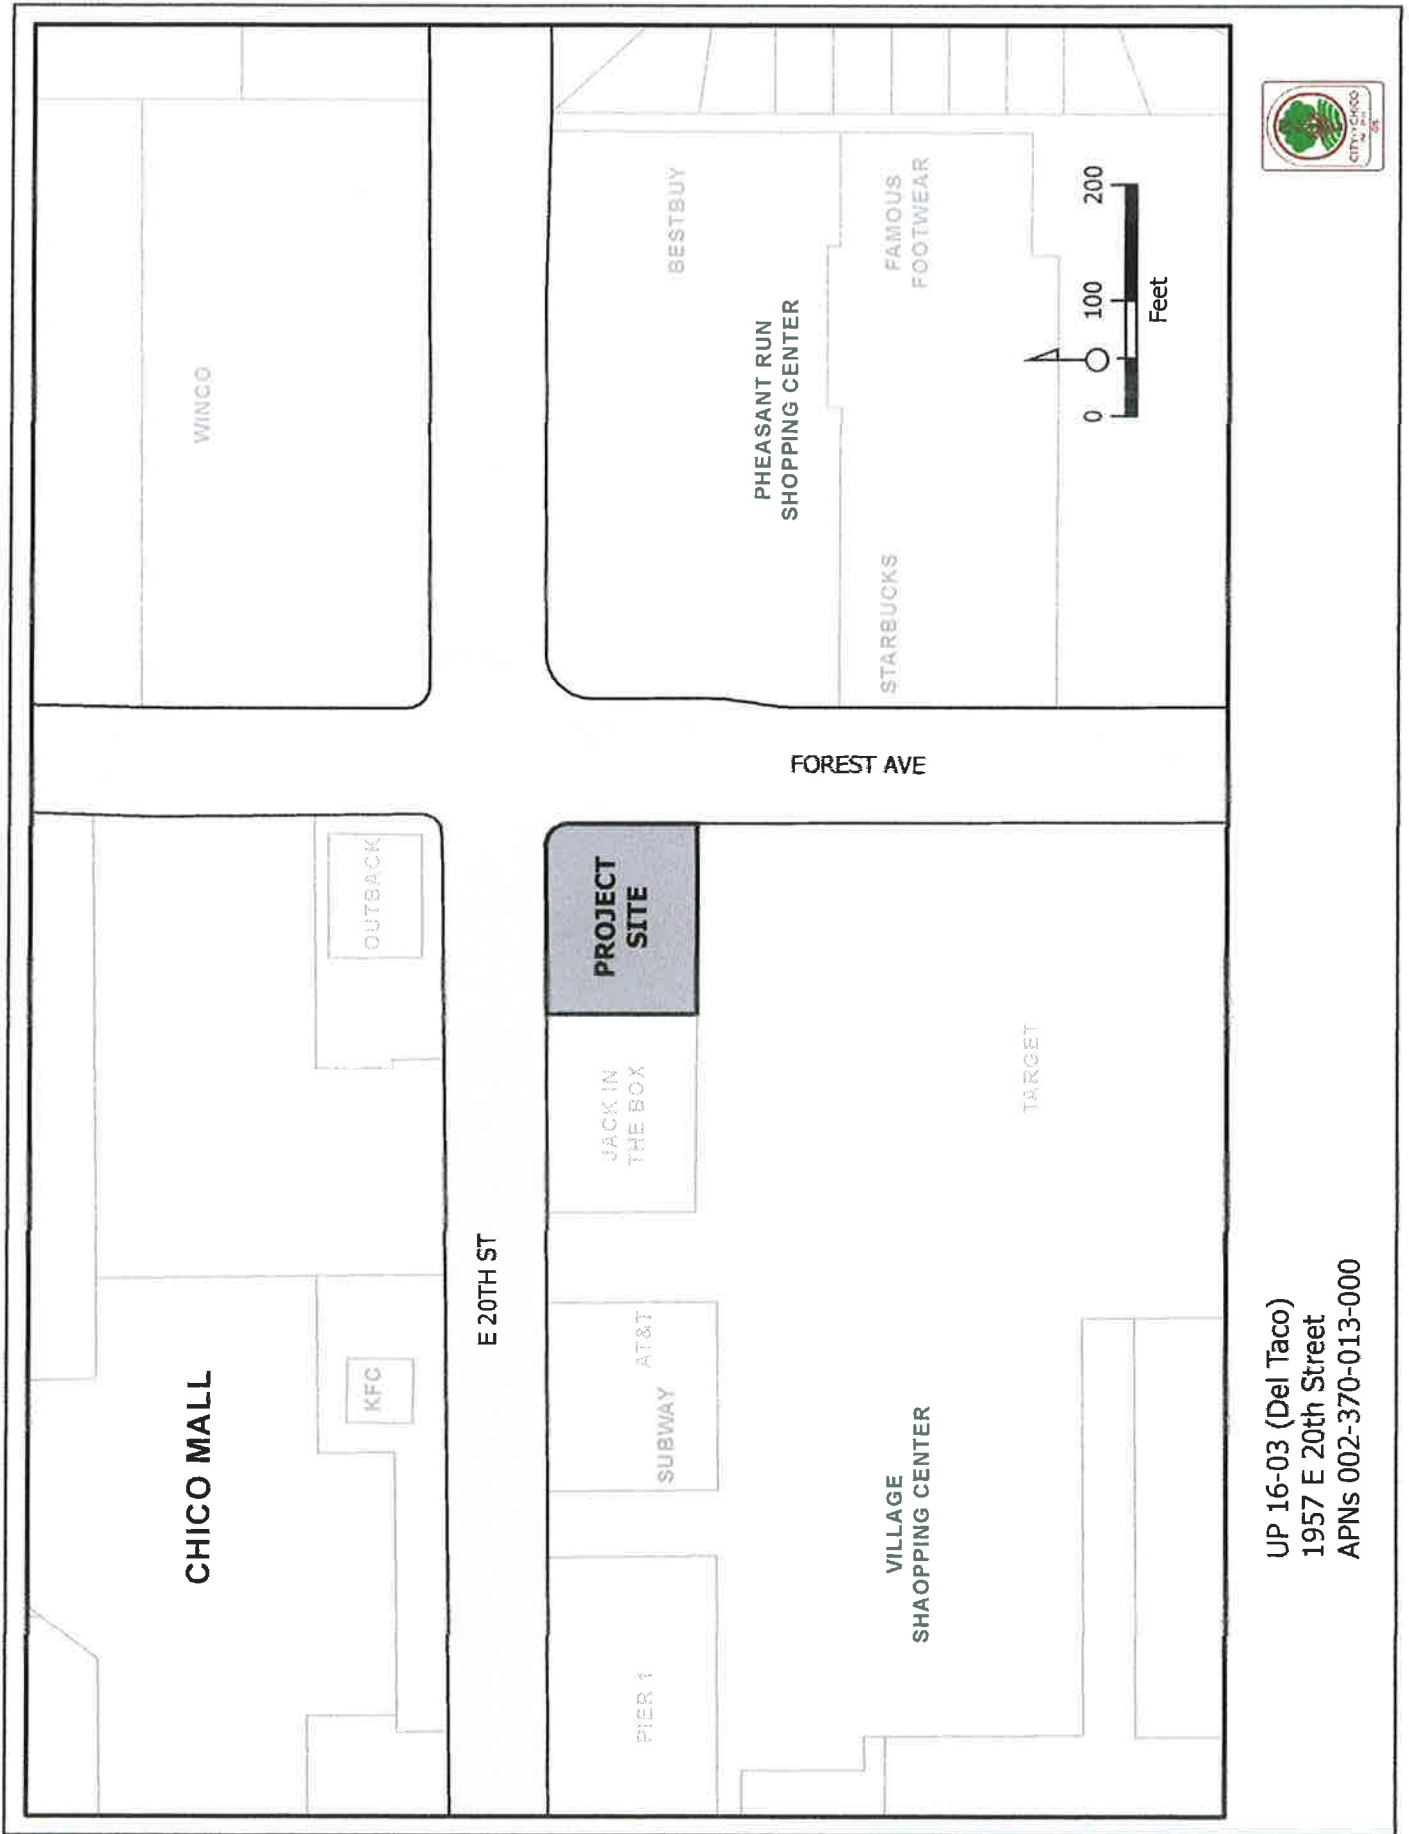 CHICO MALL
KFC
OUTBACK
WINCO
E 20TH ST
PIER 1
SUBWAY
AT&T
JACK IN
THE BOX
PROJECT
SITE
FOREST AVE
BESTBUY
PHEASANT RUN
SHOPPING CENTER
STARBUCKS
FAMOUS
FOOTWEAR
VILLAGE
SHAOPPING CENTER
TARGET
0 100 200
Feet
UP 16-03 (Del Taco)
1957 E 20th Street
APNs 002-370-013-000